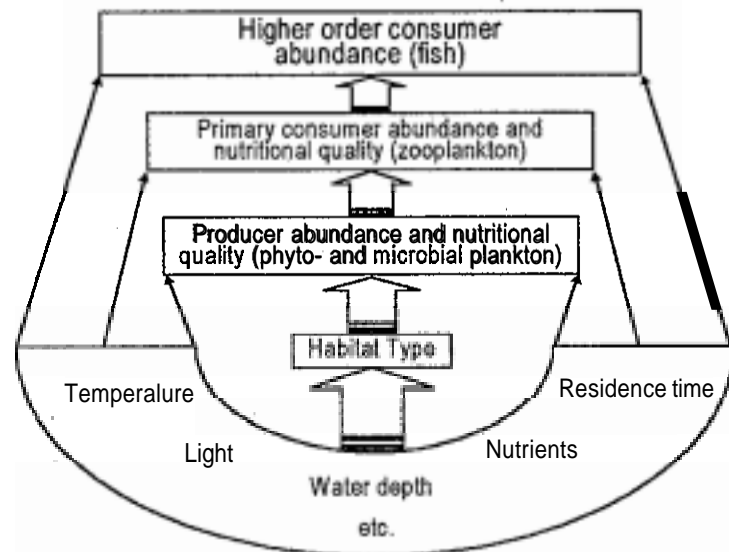 Higher order consumer
abundance (fish)
Primary consumer abundance and
nutritional quality (zooplankton)
Producer abundance and nutritional
quality (phyto- and microbial plankton)
Habitat Type
Temperalure
Residence time
Light
Nutrients
Water depth
etc.